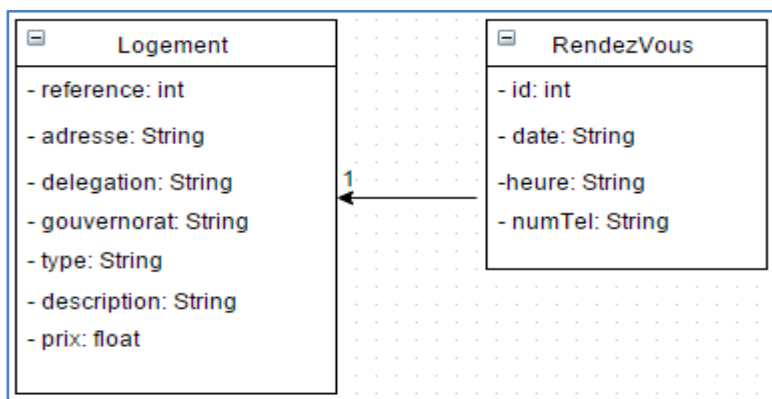 Logement
- reference: int
- adresse: String
- delegation: String
- gouvernorat: String
- type: String
- description: String
- prix: float
1
RendezVous
- id: int
- date: String
-heure: String
- numTel: String